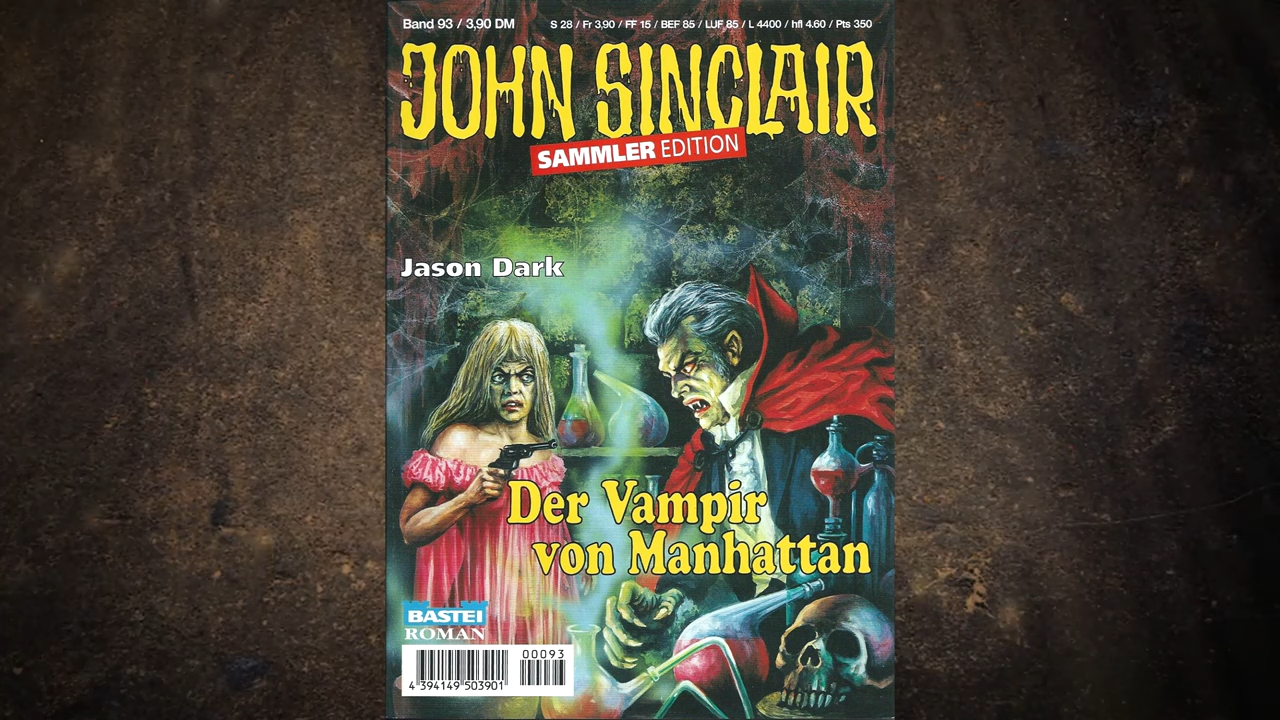 Band 93 / 3,90 DM
S 28 / Fr 3,90 / FF 15 / BEF 85 / LUF 85 / L 4400 / hfl 4.60 / Pts 350
JOHN SINCLAIR
SAMMLER EDITION
Jason Dark
Der Vampir
von Manhattan
BASTEI
ROMAN
00093
4 394149 503901